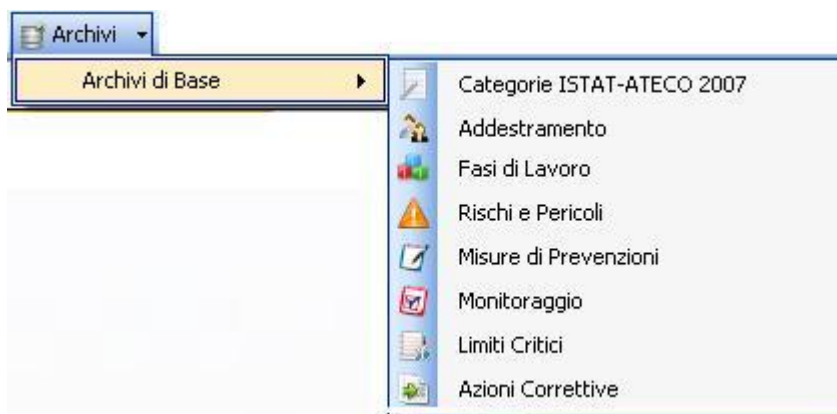 Archivi
Archivi di Base
Categorie ISTAT-ATECO 2007
Addestramento
Fasi di Lavoro
Rischi e Pericoli
Misure di Prevenzioni
Monitoraggio
Limiti Critici
Azioni Correttive